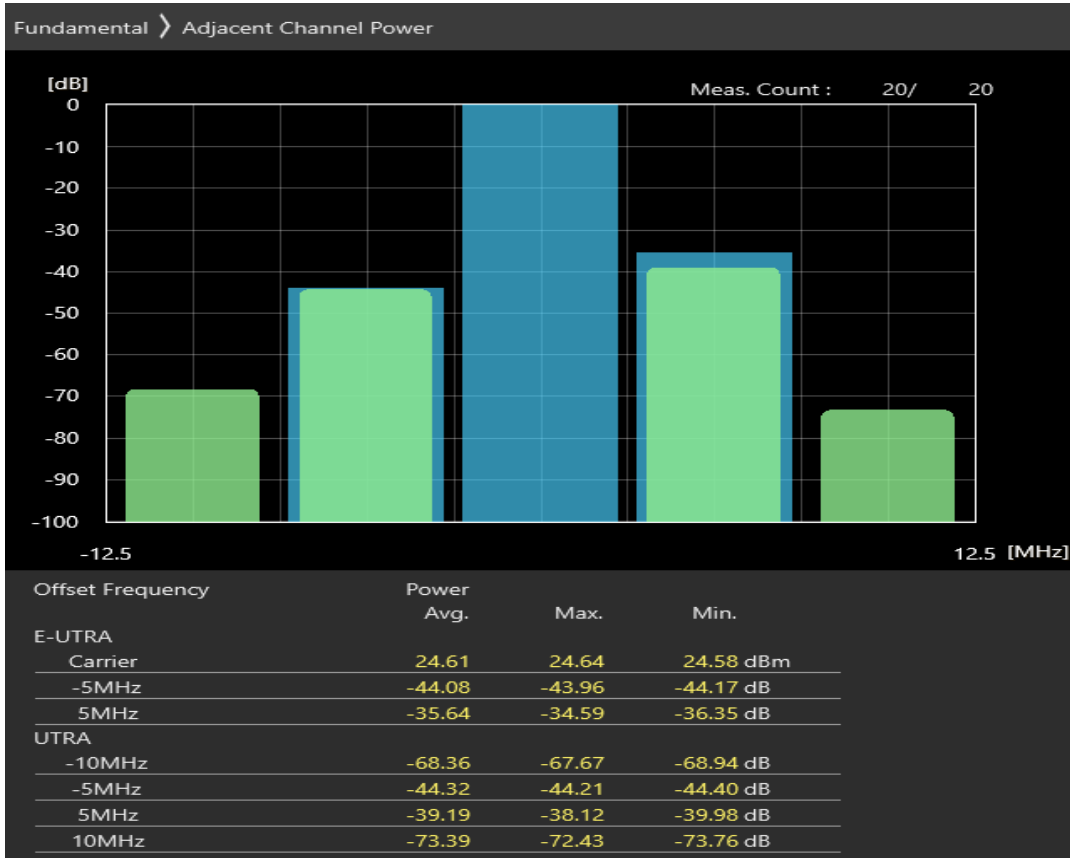 Fundamental 〉 Adjacent Channel Power
[dB]
Meas. Count : 20/ 20
0
-10
-20
-30
-40
-50
-60
-70
-80
-90
-100
-12.5 12.5 [MHz]
Offset Frequency Power
Avg. Max. Min.
E-UTRA
Carrier 24.61 24.64 24.58 dBm
-5MHz -44.08 -43.96 -44.17 dB
5MHz -35.64 -34.59 -36.35 dB
UTRA
-10MHz -68.36 -67.67 -68.94 dB
-5MHz -44.32 -44.21 -44.40 dB
5MHz -39.19 -38.12 -39.98 dB
10MHz -73.39 -72.43 -73.76 dB